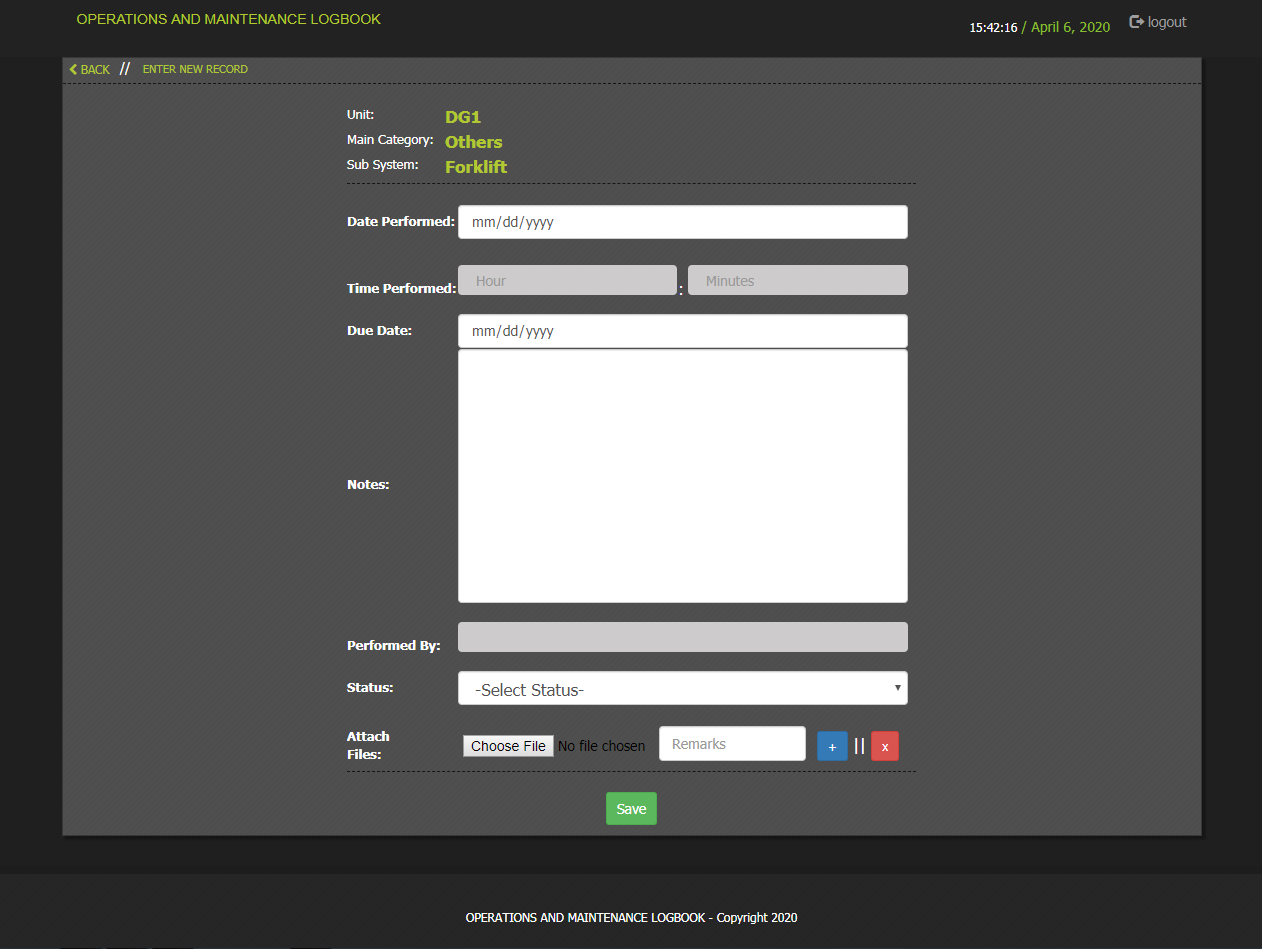 OPERATIONS AND MAINTENANCE LOGBOOK
15:42:16 / April 6, 2020 logout
BACK // ENTER NEW RECORD
Unit: DG1
Main Category: Others
Sub System: Forklift
Date Performed: mm/dd/yyyy
Time Performed: Hour : Minutes
Due Date: mm/dd/yyyy
Notes:
Performed By:
Status: -Select Status-
Attach
Files: Choose File No file chosen Remarks + || x
Save
OPERATIONS AND MAINTENANCE LOGBOOK - Copyright 2020